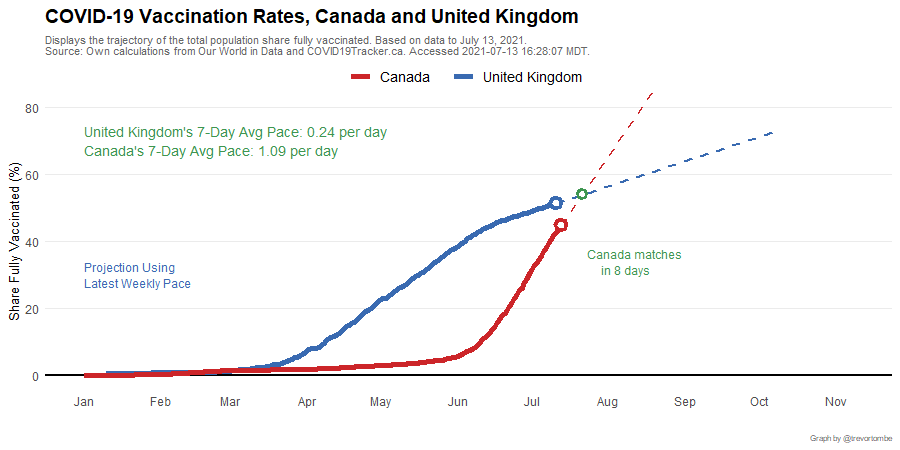 COVID-19 Vaccination Rates, Canada and United Kingdom
Displays the trajectory of the total population share fully vaccinated. Based on data to July 13, 2021.
Source: Own calculations from Our World in Data and COVID19Tracker.ca. Accessed 2021-07-13 16:28:07 MDT.
Canada United Kingdom
80
United Kingdom's 7-Day Avg Pace: 0.24 per day
Canada's 7-Day Avg Pace: 1.09 per day
60
Share Fully Vaccinated (%)
40
Canada matches
in 8 days
Projection Using
Latest Weekly Pace
20
0
Jan Feb Mar Apr May Jun Jul Aug Sep Oct Nov
Graph by @trevortombe